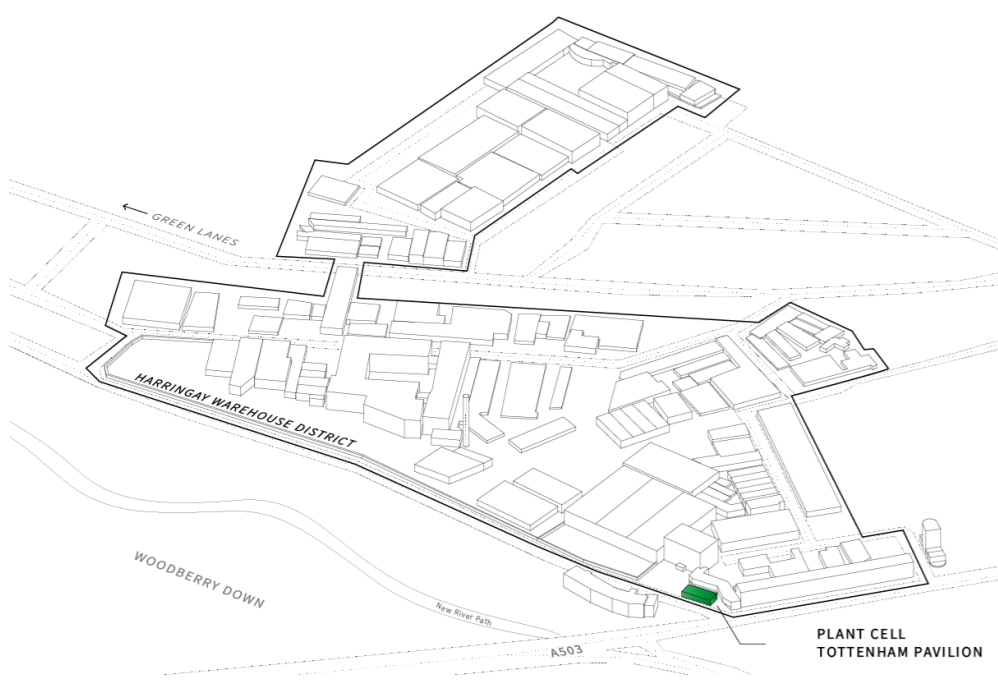 GREEN LANES
HARRINGAY WAREHOUSE DISTRICT
WOODBERRY DOWN
New River Path
A503
PLANT CELL
TOTTENHAM PAVILION